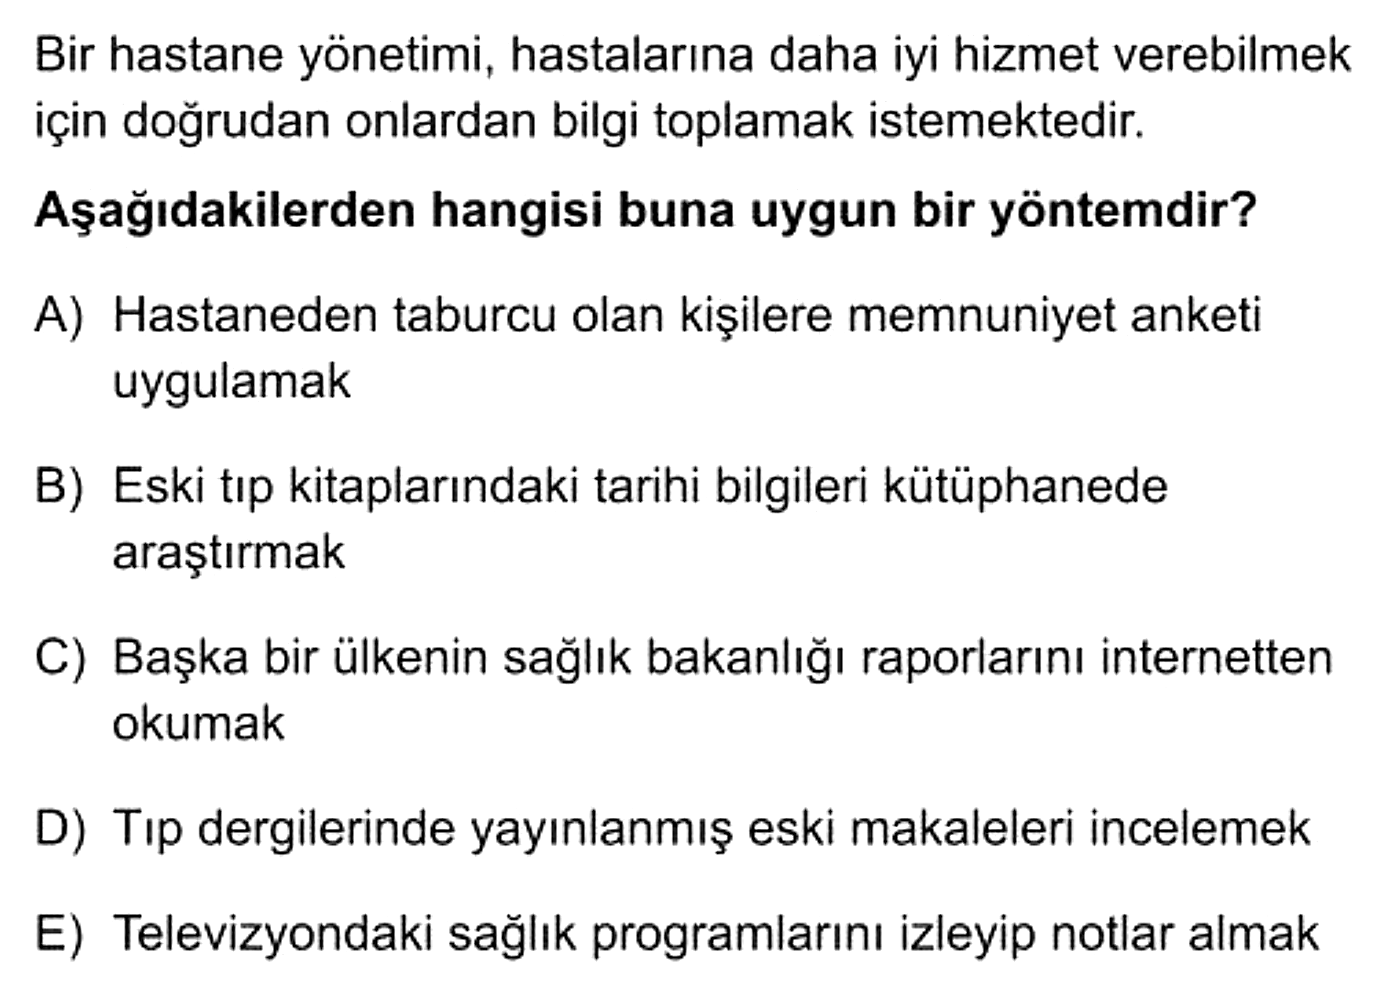 Bir hastane yönetimi, hastalarına daha iyi hizmet verebilmek
için doğrudan onlardan bilgi toplamak istemektedir.
Aşağıdakilerden hangisi buna uygun bir yöntemdir?
A) Hastaneden taburcu olan kişilere memnuniyet anketi
uygulamak
B) Eski tıp kitaplarındaki tarihi bilgileri kütüphanede
araştırmak
C) Başka bir ülkenin sağlık bakanlığı raporlarını internetten
okumak
D) Tıp dergilerinde yayınlanmış eski makaleleri incelemek
E) Televizyondaki sağlık programlarını izleyip notlar almak